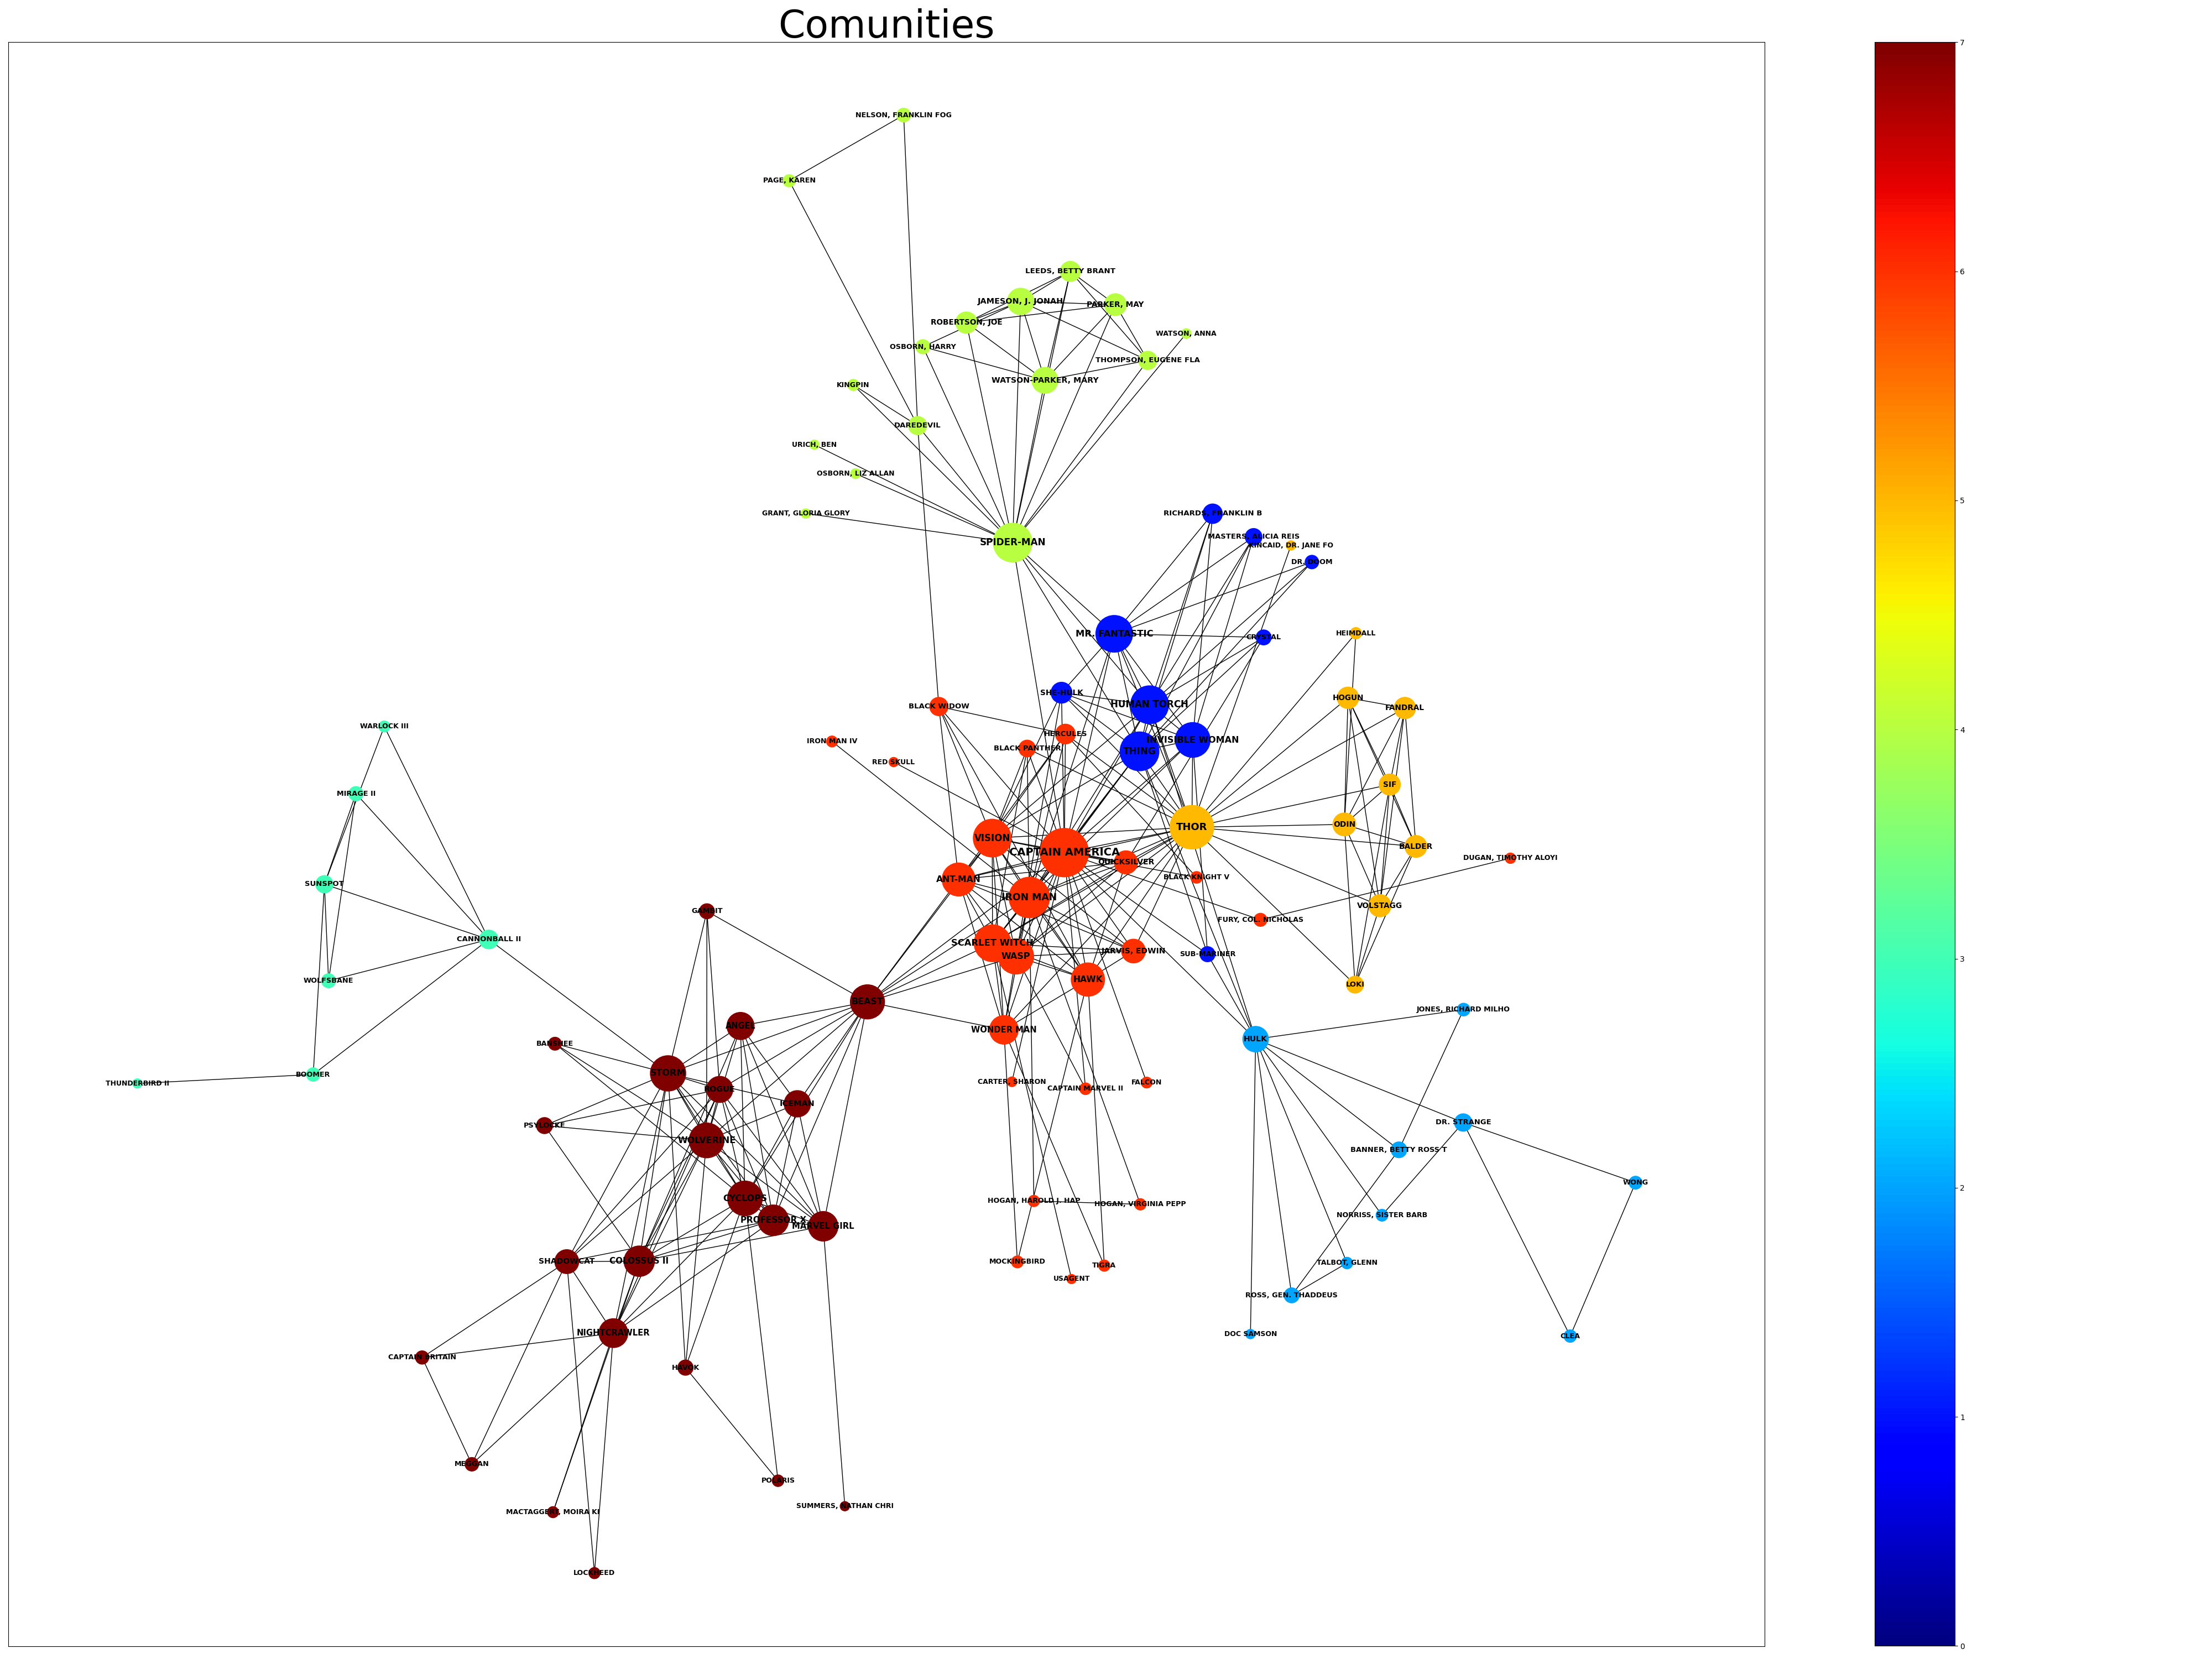 Comunities
7
NELSON, FRANKLIN FOG
PAGE, KAREN
LEEDS, BETTY BRANT
6
JAMESON, J. JONAH
PARKER, MAY
ROBERTSON, JOE
WATSON, ANNA
OSBORN, HARRY
THOMPSON, EUGENE FLA
WATSON-PARKER, MARY
KINGPIN
DAREDEVIL
URICH, BEN
OSBORN, LIZ ALLAN
5
GRANT, GLORIA GLORY
RICHARDS, FRANKLIN B
MASTERS, ALICIA REIS
SPIDER-MAN
KINCAID, DR. JANE FO
DR. DOOM
MR. FANTASTIC
HEIMDALL
CRYSTAL
SHE-HULK
HOGUN
HUMAN TORCH
BLACK WIDOW
FANDRAL
WARLOCK III
4
HERCULES
INVISIBLE WOMAN
IRON MAN IV
BLACK PANTHER
THING
RED SKULL
SIF
MIRAGE II
ODIN
THOR
VISION
BALDER
CAPTAIN AMERICA
DUGAN, TIMOTHY ALOYI
QUICKSILVER
BLACK KNIGHT V
ANT-MAN
SUNSPOT
IRON MAN
VOLSTAGG
GAMBIT
FURY, COL. NICHOLAS
CANNONBALL II
SCARLET WITCH
JARVIS, EDWIN
SUB-MARINER
WASP
3
HAWK
WOLFSBANE
LOKI
BEAST
JONES, RICHARD MILHO
ANGEL
WONDER MAN
HULK
BANSHEE
STORM
BOOMER
CARTER, SHARON
FALCON
THUNDERBIRD II
CAPTAIN MARVEL II
ROGUE
ICEMAN
DR. STRANGE
PSYLOCKE
WOLVERINE
BANNER, BETTY ROSS T
WONG
2
CYCLOPS
HOGAN, HAROLD J. HAP
HOGAN, VIRGINIA PEPP
NORRISS, SISTER BARB
PROFESSOR X
MARVEL GIRL
SHADOWCAT
COLOSSUS II
MOCKINGBIRD
TALBOT, GLENN
TIGRA
USAGENT
ROSS, GEN. THADDEUS
NIGHTCRAWLER
DOC SAMSON
CLEA
CAPTAIN BRITAIN
HAVOK
1
MEGGAN
POLARIS
SUMMERS, NATHAN CHRI
MACTAGGERT, MOIRA KI
LOCKHEED
0